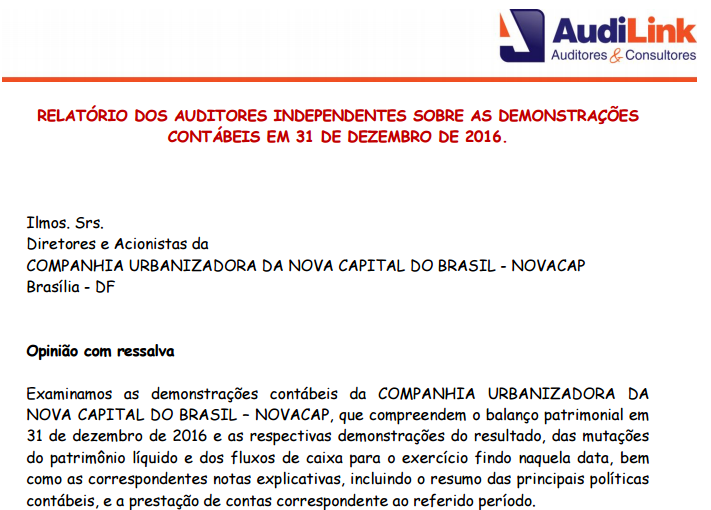 AudiLink
Auditores & Consultores
RELATÓRIO DOS AUDITORES INDEPENDENTES SOBRE AS DEMONSTRAÇÕES
CONTÁBEIS EM 31 DE DEZEMBRO DE 2016.
Ilmos. Srs.
Diretores e Acionistas da
COMPANHIA URBANIZADORA DA NOVA CAPITAL DO BRASIL - NOVACAP
Brasília - DF
Opinião com ressalva
Examinamos as demonstrações contábeis da COMPANHIA URBANIZADORA DA
NOVA CAPITAL DO BRASIL – NOVACAP, que compreendem o balanço patrimonial em
31 de dezembro de 2016 e as respectivas demonstrações do resultado, das mutações
do patrimônio líquido e dos fluxos de caixa para o exercício findo naquela data, bem
como as correspondentes notas explicativas, incluindo o resumo das principais políticas
contábeis, e a prestação de contas correspondente ao referido período.